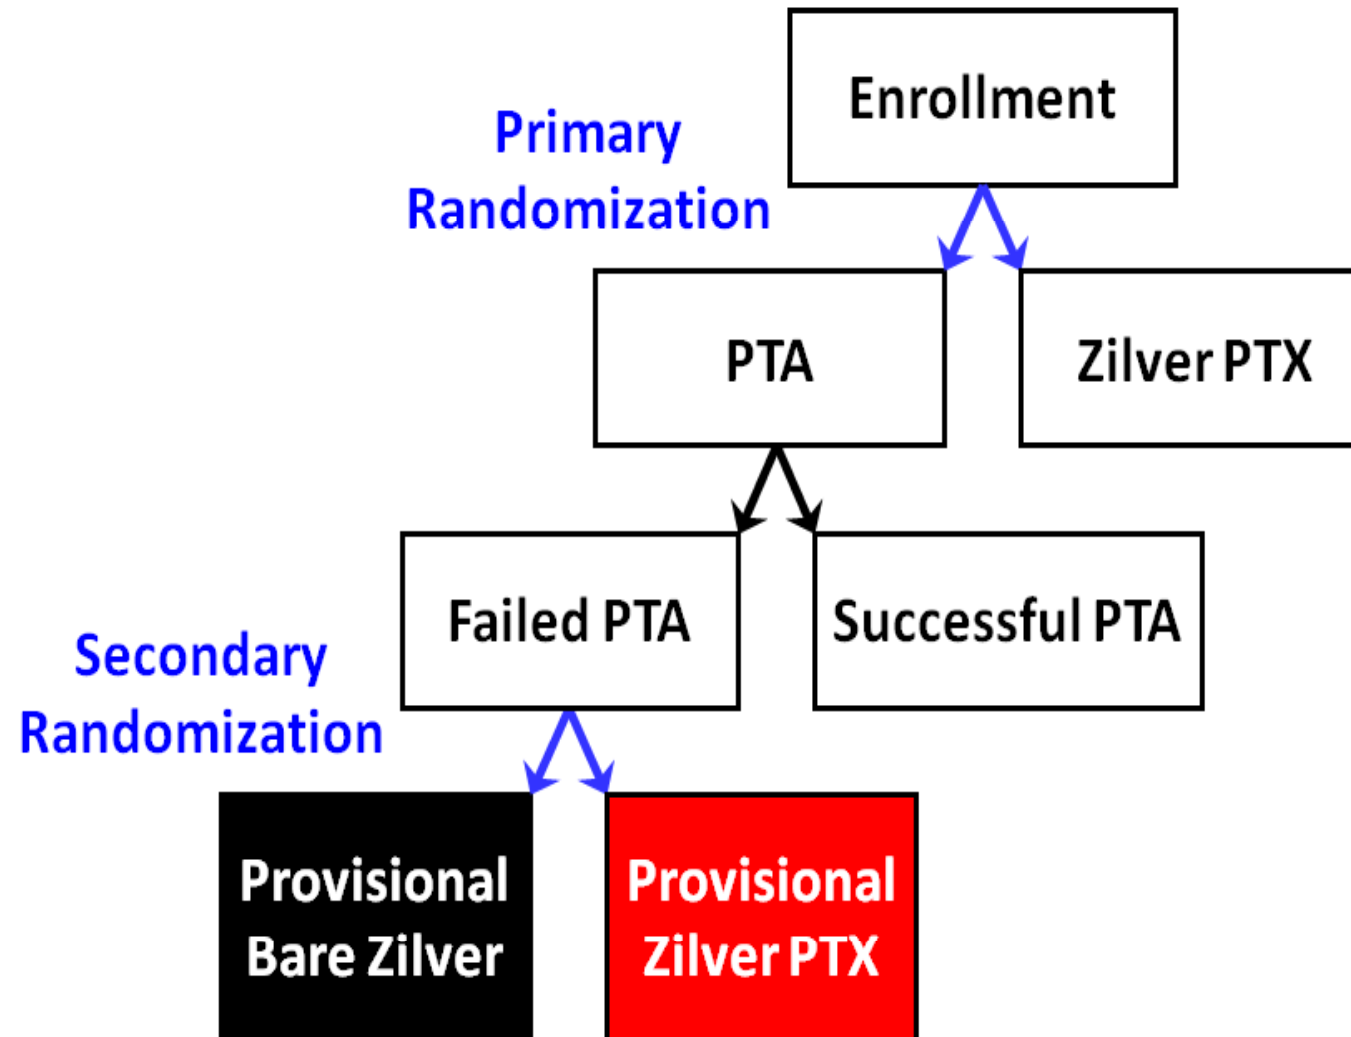 Enrollment
Primary
Randomization
PTA
Zilver PTX
Failed PTA
Successful PTA
Secondary
Randomization
Provisional
Bare Zilver
Provisional
Zilver PTX